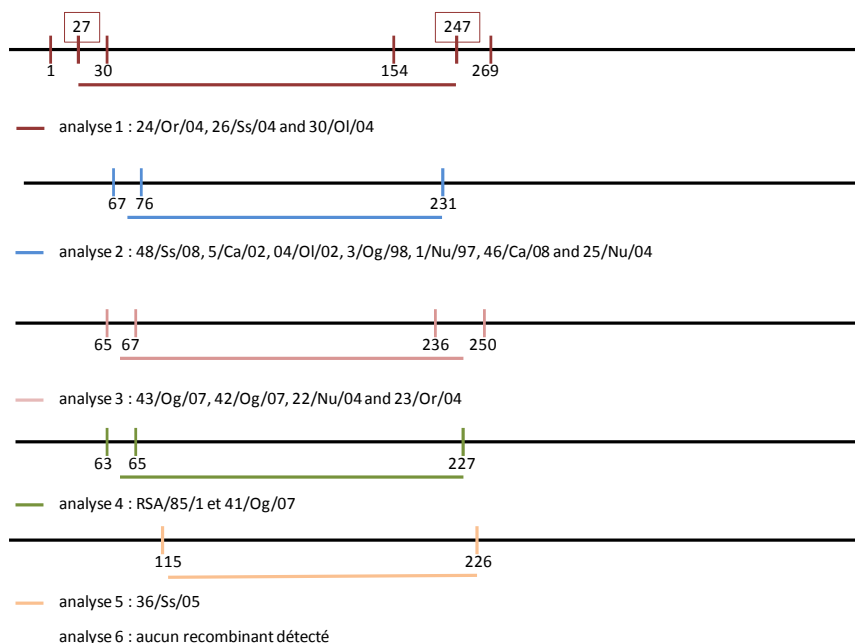 27 247
1 30 154 269
analyse 1 : 24/Or/04, 26/Ss/04 and 30/Ol/04
67 76 231
analyse 2 : 48/Ss/08, 5/Ca/02, 04/Ol/02, 3/Og/98, 1/Nu/97, 46/Ca/08 and 25/Nu/04
65 67 236 250
analyse 3 : 43/Og/07, 42/Og/07, 22/Nu/04 and 23/Or/04
63 65 227
analyse 4 : RSA/85/1 et 41/Og/07
115 226
analyse 5 : 36/Ss/05
analyse 6 : aucun recombinant détecté